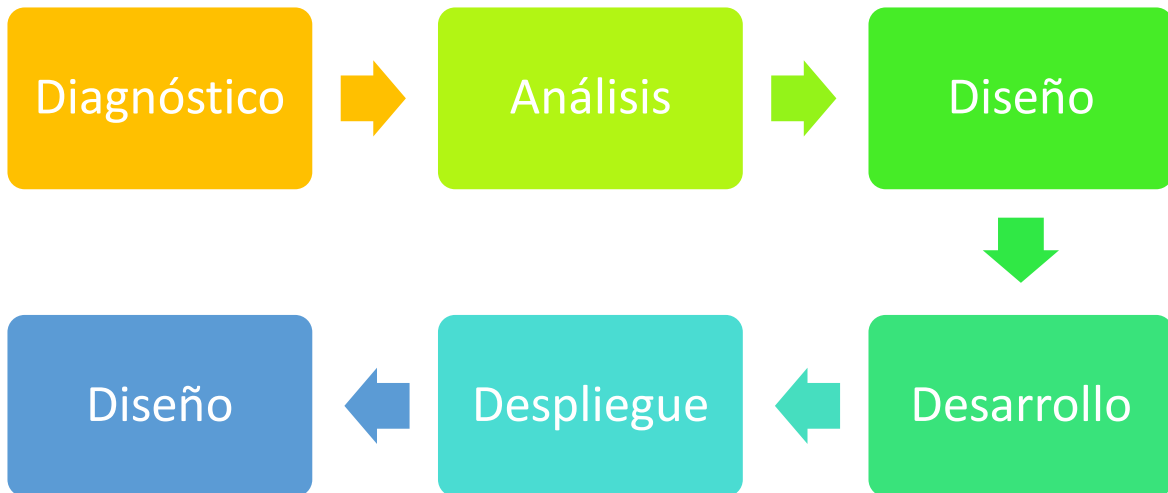 Diagnóstico
Análisis
Diseño
Desarrollo
Despliegue
Diseño